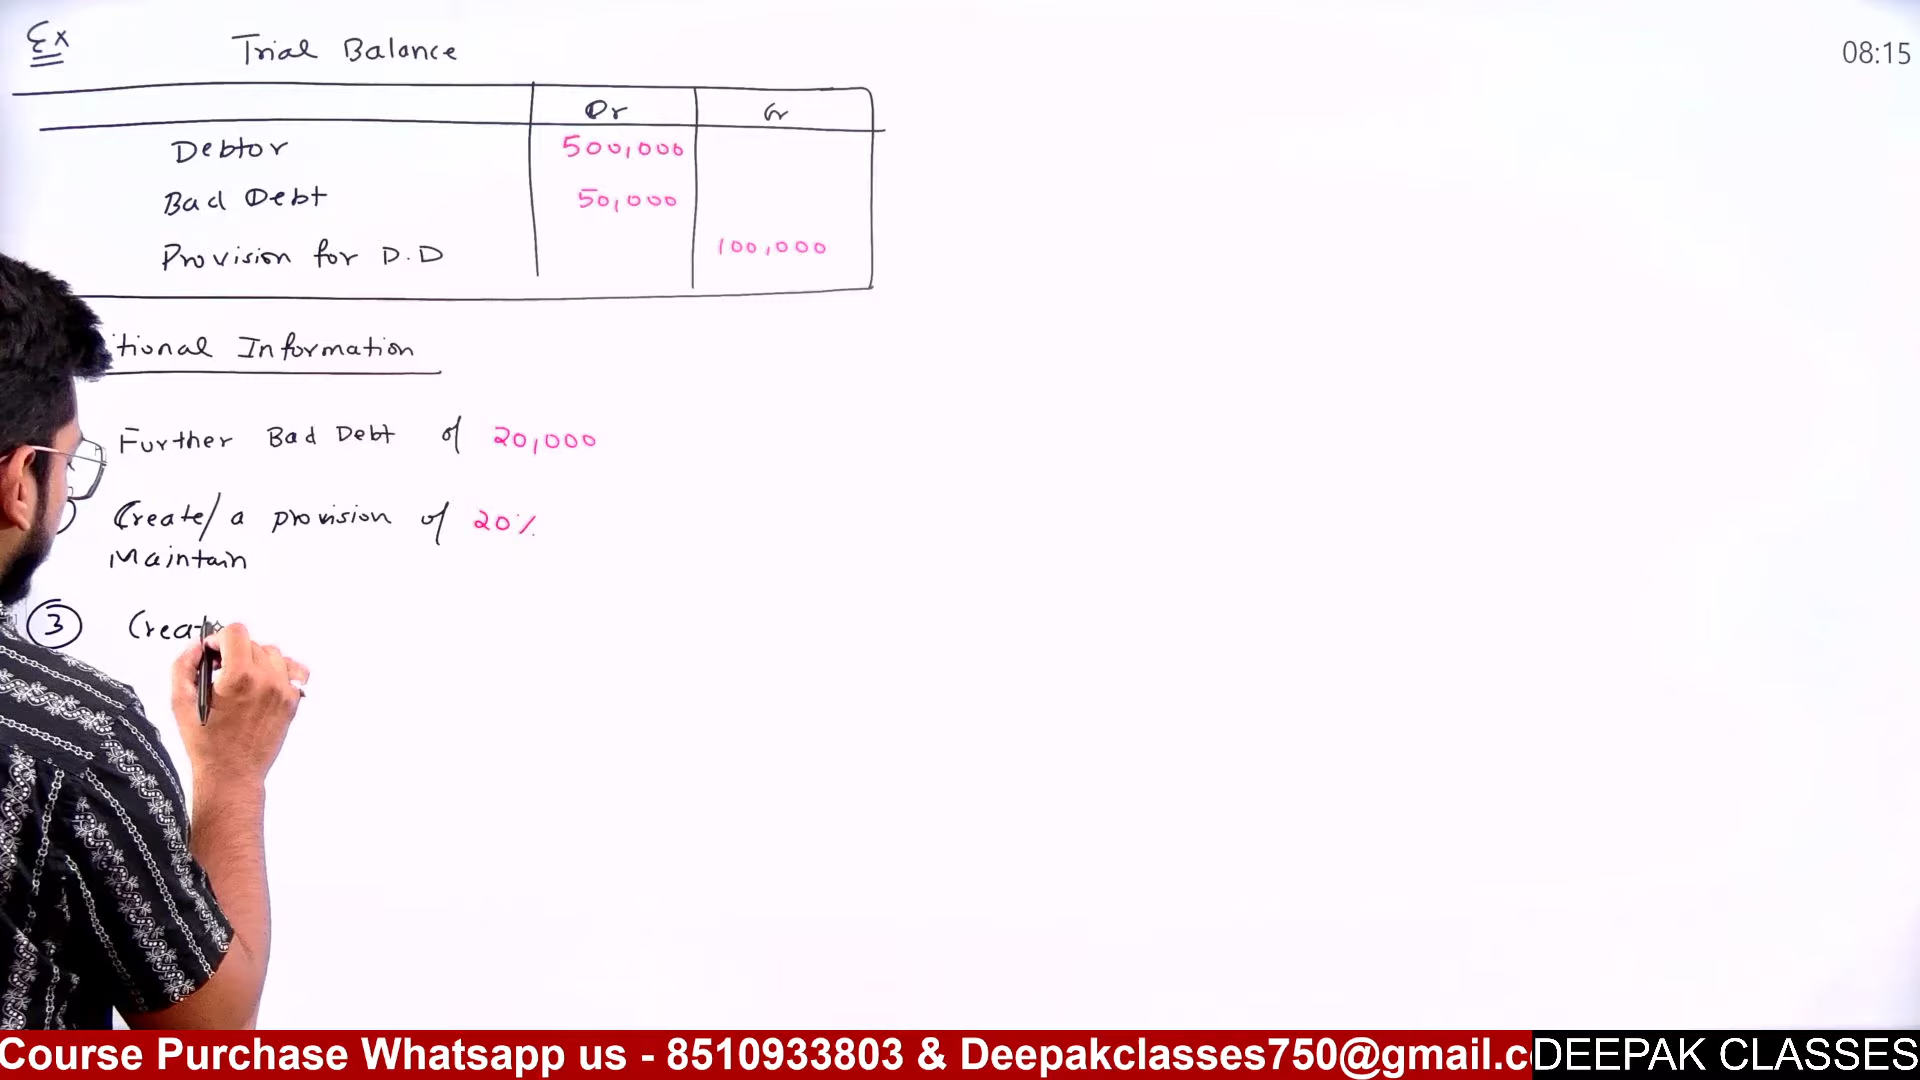 Ex Trial Balance 08:15
Dr Cr
Debtor 500,000
Bad Debt 50,000
Provision for D.D 100,000
itional Information
Further Bad Debt of 20,000
Create/ a provision of 20%
Maintain
3 Creat
Course Purchase Whatsapp us - 8510933803 & Deepakclasses750@gmail.c DEEPAK CLASSES